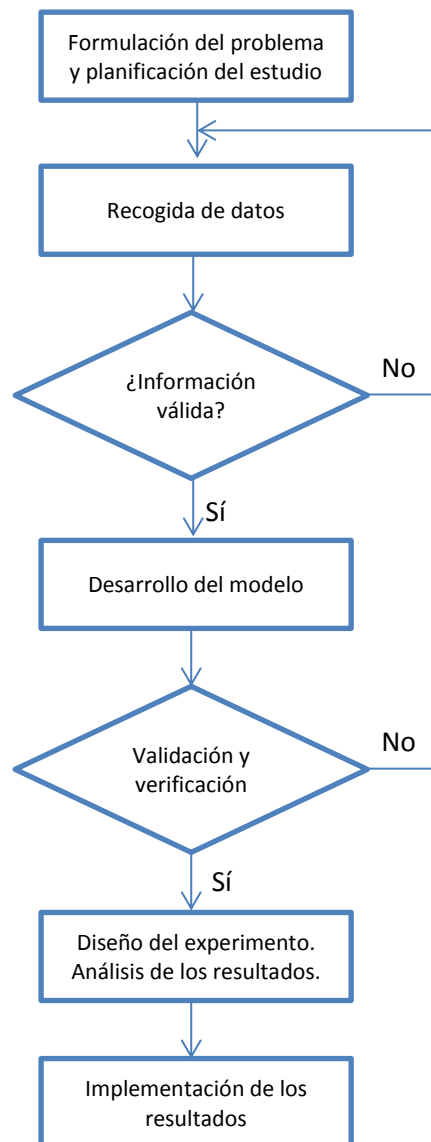 Formulación del problema
y planificación del estudio
Recogida de datos
¿Información
válida?
No
Sí
Desarrollo del modelo
Validación y
verificación
No
Sí
Diseño del experimento.
Análisis de los resultados.
Implementación de los
resultados